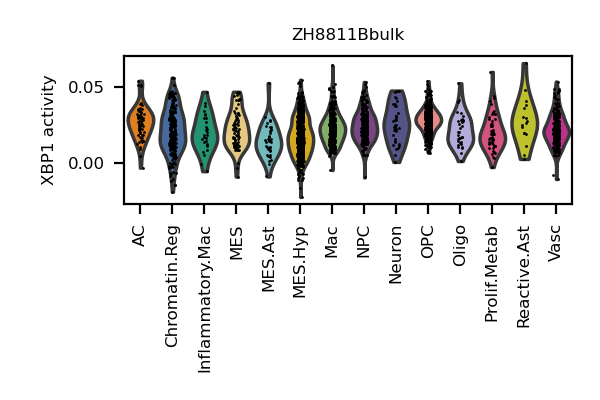 ZH8811Bbulk
XBP1 activity
0.05
0.00
AC
Chromatin.Reg
Inflammatory.Mac
MES
MES.Ast
MES.Hyp
Mac
NPC
Neuron
OPC
Oligo
Prolif.Metab
Reactive.Ast
Vasc